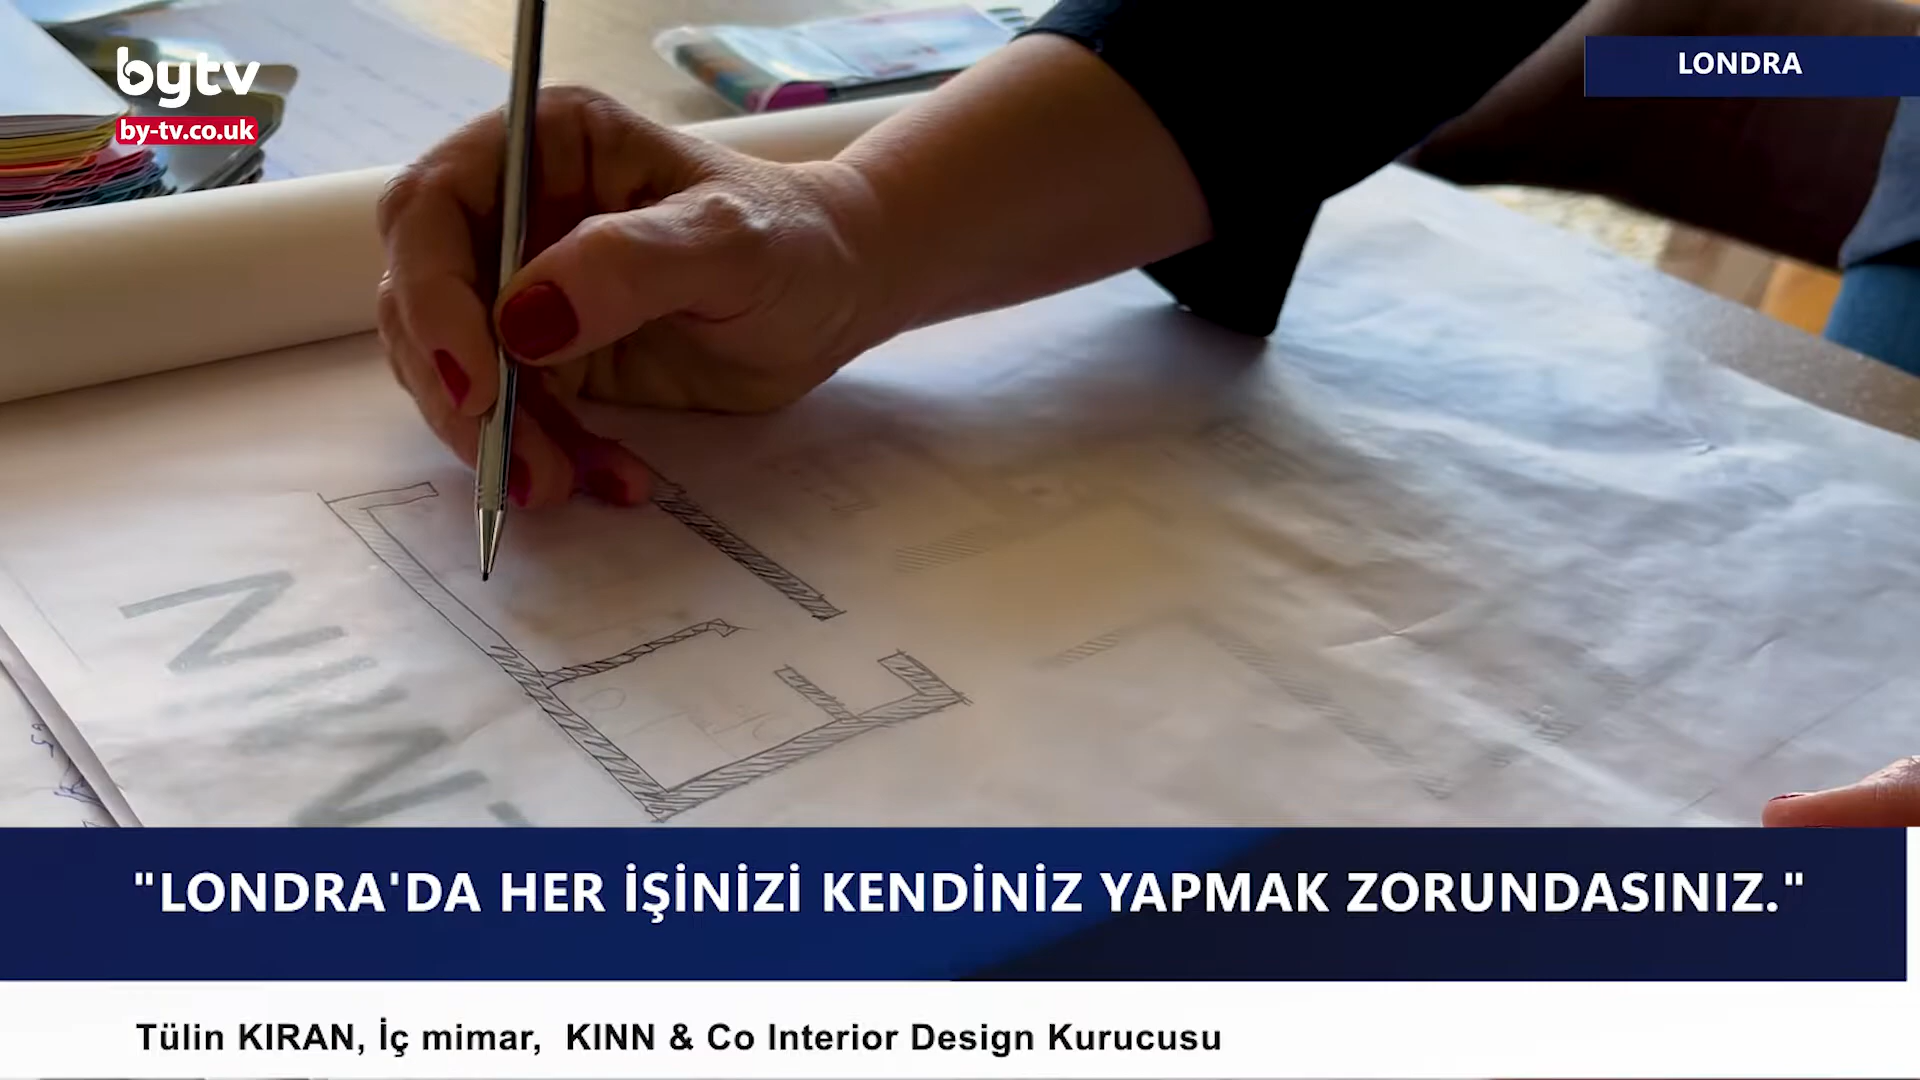 bytv
by-tv.co.uk
LONDRA
"LONDRA'DA HER İŞİNİZİ KENDİNİZ YAPMAK ZORUNDASINIZ."
Tülin KIRAN, İç mimar, KINN & Co Interior Design Kurucusu